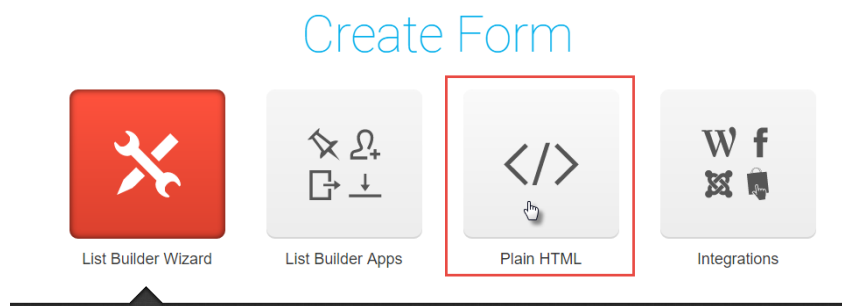 Create Form
List Builder Wizard
List Builder Apps
Plain HTML
Integrations